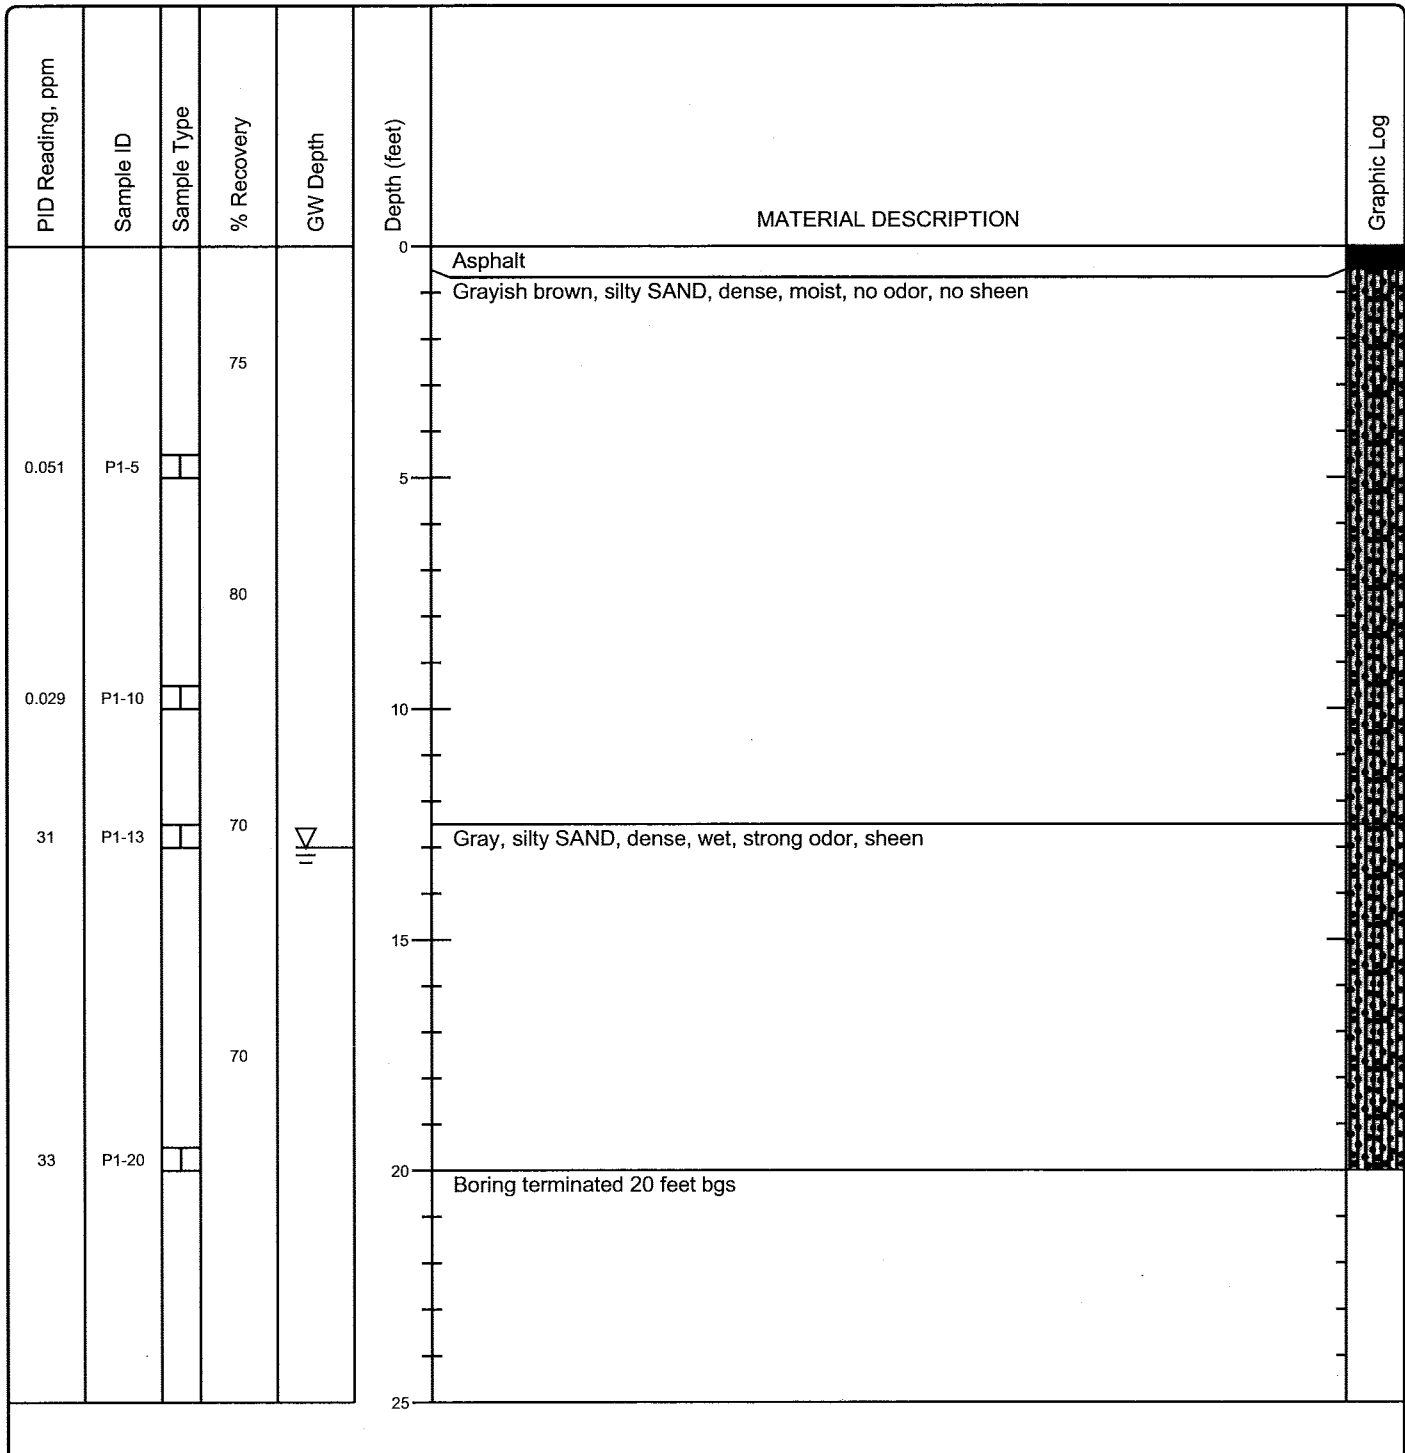 PID Reading, ppm
Sample ID
Sample Type
% Recovery
GW Depth
Depth (feet)
MATERIAL DESCRIPTION
Graphic Log
0
Asphalt
Grayish brown, silty SAND, dense, moist, no odor, no sheen
75
0.051 P1-5
5
80
0.029 P1-10
10
70
31 P1-13
Gray, silty SAND, dense, wet, strong odor, sheen
15
70
33 P1-20
20
Boring terminated 20 feet bgs
25